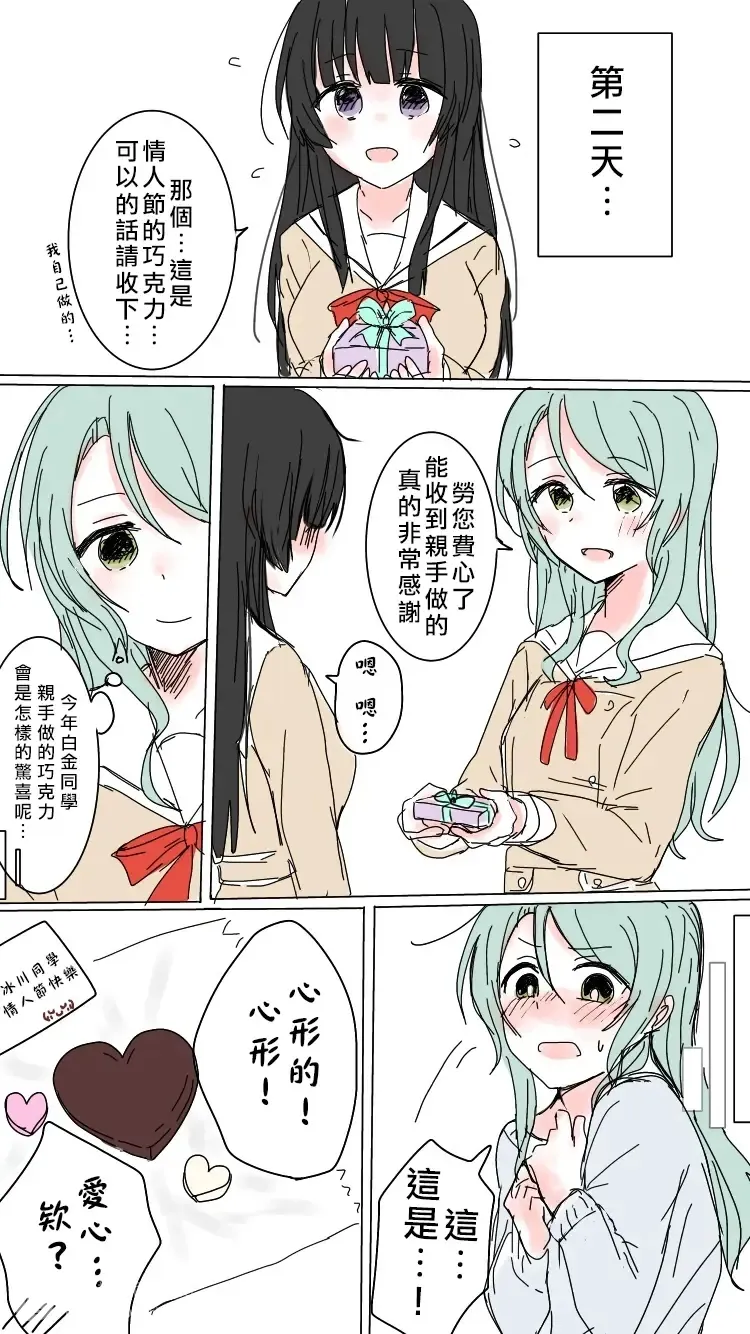 第二天…
那個…這是
情人節的巧克力…
可以的話請收下…
我自己做的…
勞您費心了
能收到親手做的
真的非常感謝
嗯嗯…
今年白金同學
親手做的巧克力
會是怎樣的驚喜呢…
這…
這是…！
心形的！
心形！
冰川同學
情人節快樂
愛心…
欸？